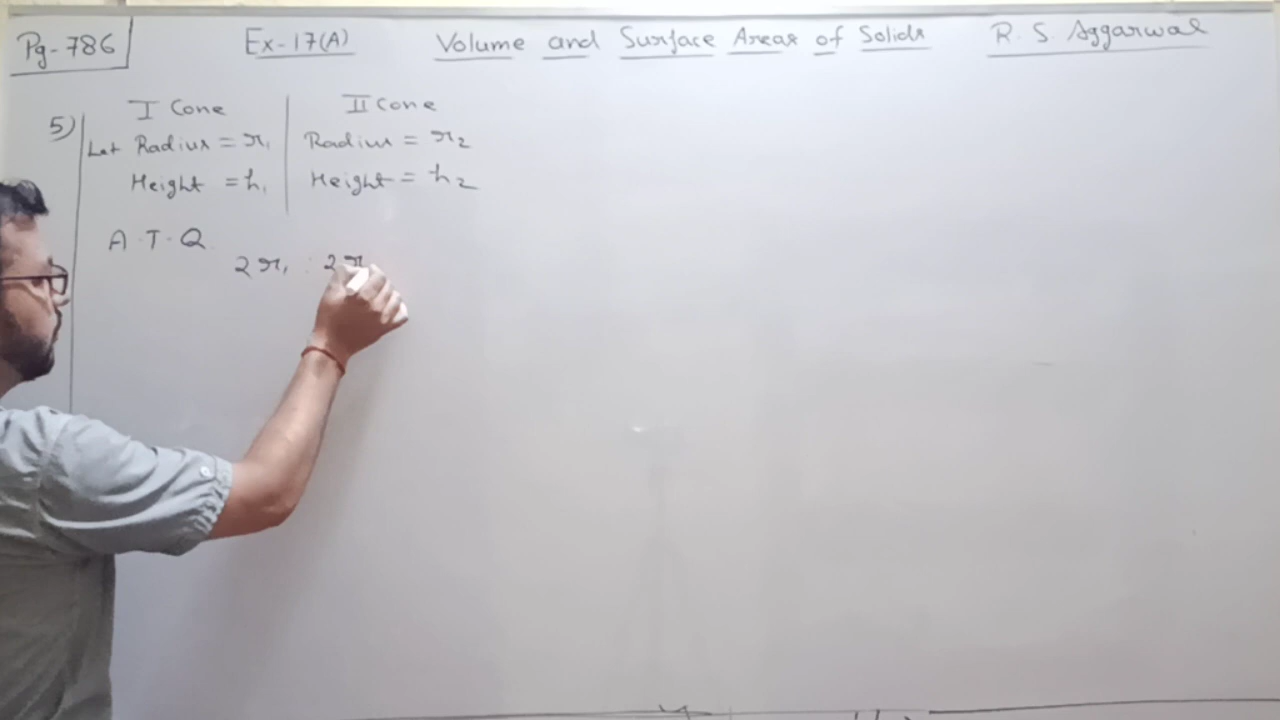 Pg-786 Ex-17(A) Volume and Surface Areas of Solids R. S. Aggarwal
5) I Cone II Cone
Let Radius = r₁ Radius = r₂
Height = h₁ Height = h₂
A.T.Q.
2r₁ : 2r